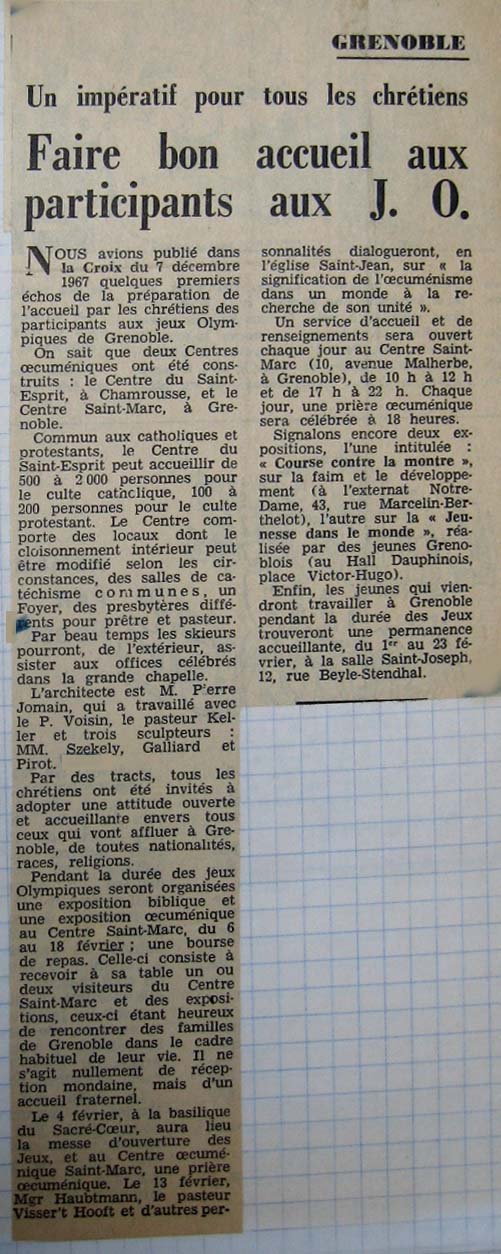 GRENOBLE
Un impératif pour tous les chrétiens
Faire bon accueil aux
participants aux J. O.
NOUS avions publié dans
la Croix du 7 décembre
1967 quelques premiers
échos de la préparation de
l'accueil par les chrétiens des
participants aux jeux Olym-
piques de Grenoble.
On sait que deux Centres
œcuméniques ont été cons-
truits : le Centre du Saint-
Esprit, à Chamrousse, et le
Centre Saint-Marc, à Gre-
noble.
Commun aux catholiques et
protestants, le Centre du
Saint-Esprit peut accueillir de
500 à 2 000 personnes pour
le culte catholique, 100 à
200 personnes pour le culte
protestant. Le Centre com-
porte des locaux dont le
cloisonnement intérieur peut
être modifié selon les cir-
constances, des salles de ca-
téchisme communes, un
Foyer, des presbytères diffé-
rents pour prêtre et pasteur.
Par beau temps les skieurs
pourront, de l'extérieur, as-
sister aux offices célébrés
dans la grande chapelle.
L'architecte est M. Pierre
Jomain, qui a travaillé avec
le P. Voisin, le pasteur Kel-
ler et trois sculpteurs :
MM. Szekely, Galliard et
Pirot.
Par des tracts, tous les
chrétiens ont été invités à
adopter une attitude ouverte
et accueillante envers tous
ceux qui vont affluer à Gre-
noble, de toutes nationalités,
races, religions.
Pendant la durée des jeux
Olympiques seront organisées
une exposition biblique et
une exposition œcuménique
au Centre Saint-Marc, du 6
au 18 février ; une bourse
de repas. Celle-ci consiste à
recevoir à sa table un ou
deux visiteurs du Centre
Saint-Marc et des exposi-
tions, ceux-ci étant heureux
de rencontrer des familles
de Grenoble dans le cadre
habituel de leur vie. Il ne
s'agit nullement de récep-
tion mondaine, mais d'un
accueil fraternel.
Le 4 février, à la basilique
du Sacré-Cœur, aura lieu
la messe d'ouverture des
Jeux, et au Centre œcumé-
nique Saint-Marc, une prière
œcuménique. Le 13 février,
Mgr Haubtmann, le pasteur
Visser't Hooft et d'autres per-
sonnalités dialogueront, en
l'église Saint-Jean, sur « la
signification de l'œcuménisme
dans un monde à la re-
cherche de son unité ».
Un service d'accueil et de
renseignements sera ouvert
chaque jour au Centre Saint-
Marc (10, avenue Malherbe,
à Grenoble), de 10 h à 12 h
et de 17 h à 22 h. Chaque
jour, une prière œcuménique
sera célébrée à 18 heures.
Signalons encore deux ex-
positions, l'une intitulée :
« Course contre la montre »,
sur la faim et le développe-
ment (à l'externat Notre-
Dame, 43, rue Marcelin-Ber-
thelot), l'autre sur la « Jeu-
nesse dans le monde », réa-
lisée par des jeunes Greno-
blois (au Hall Dauphinois,
place Victor-Hugo).
Enfin, les jeunes qui vien-
dront travailler à Grenoble
pendant la durée des Jeux
trouveront une permanence
accueillante, du 1er au 23 fé-
vrier, à la salle Saint-Joseph,
12, rue Beyle-Stendhal.